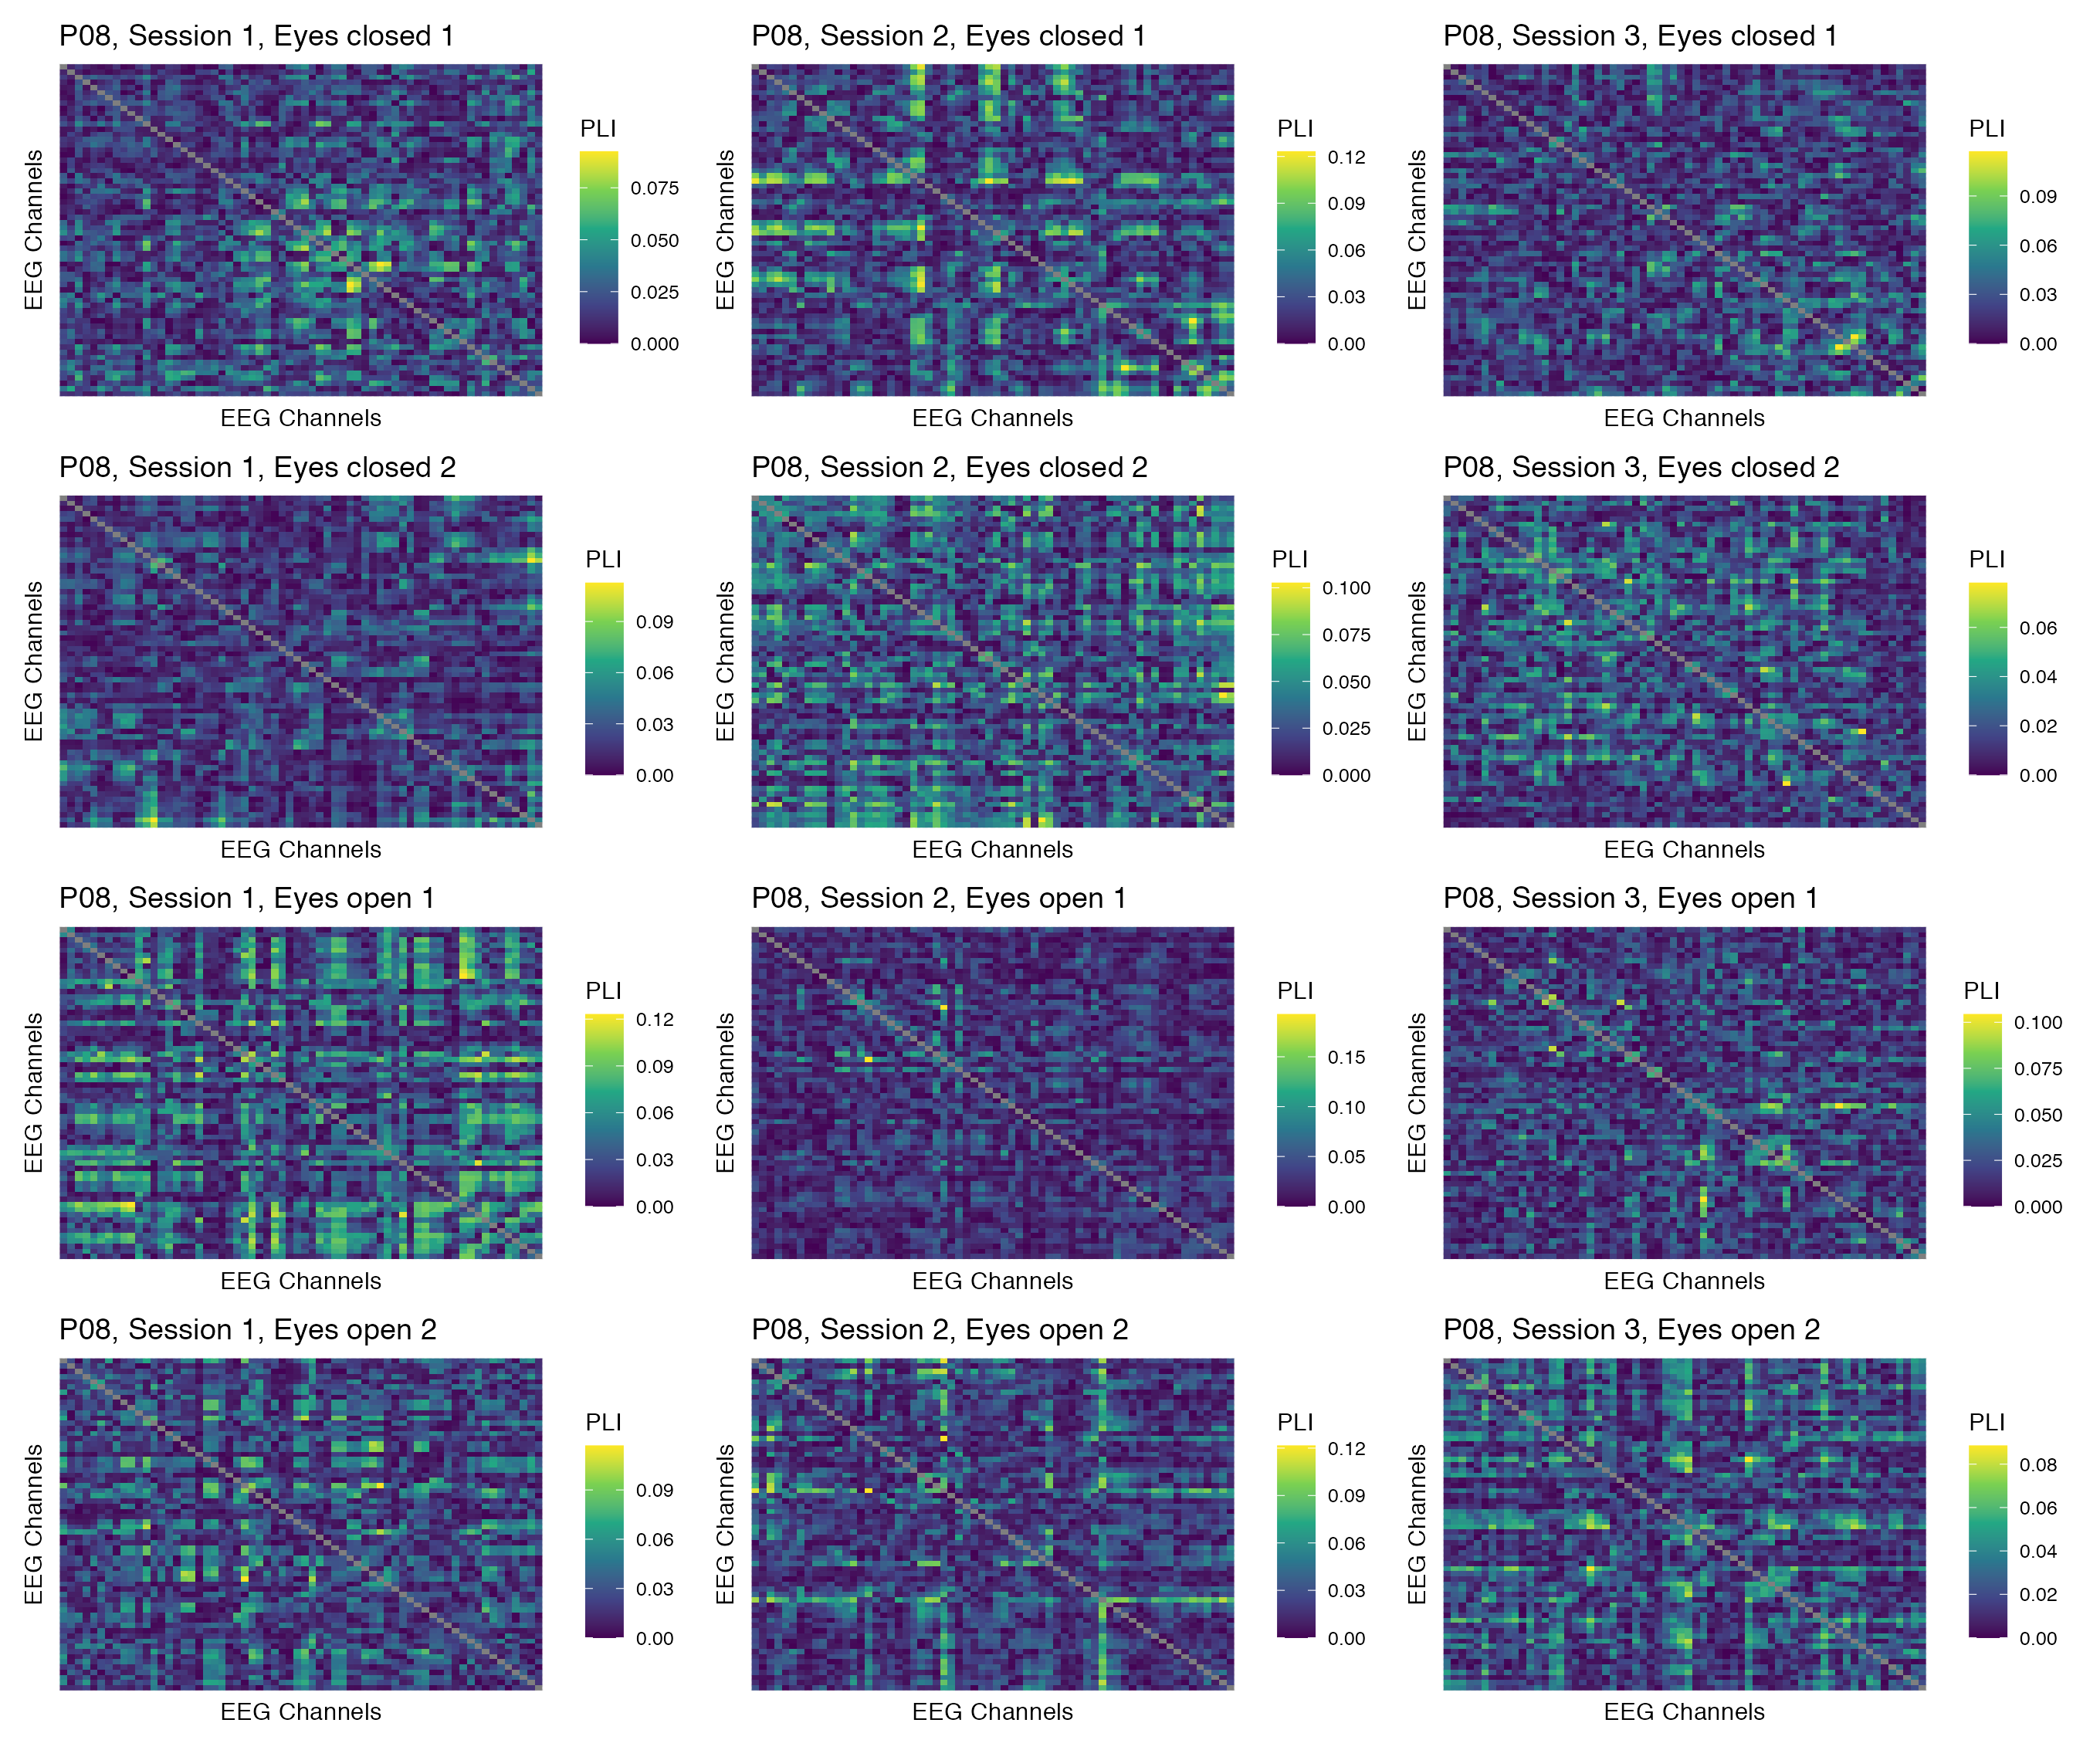 P08, Session 1, Eyes closed 1
EEG Channels
EEG Channels
PLI
0.075
0.050
0.025
0.000
P08, Session 2, Eyes closed 1
EEG Channels
EEG Channels
PLI
0.12
0.09
0.06
0.03
0.00
P08, Session 3, Eyes closed 1
EEG Channels
EEG Channels
PLI
0.09
0.06
0.03
0.00
P08, Session 1, Eyes closed 2
EEG Channels
EEG Channels
PLI
0.09
0.06
0.03
0.00
P08, Session 2, Eyes closed 2
EEG Channels
EEG Channels
PLI
0.100
0.075
0.050
0.025
0.000
P08, Session 3, Eyes closed 2
EEG Channels
EEG Channels
PLI
0.06
0.04
0.02
0.00
P08, Session 1, Eyes open 1
EEG Channels
EEG Channels
PLI
0.12
0.09
0.06
0.03
0.00
P08, Session 2, Eyes open 1
EEG Channels
EEG Channels
PLI
0.15
0.10
0.05
0.00
P08, Session 3, Eyes open 1
EEG Channels
EEG Channels
PLI
0.100
0.075
0.050
0.025
0.000
P08, Session 1, Eyes open 2
EEG Channels
EEG Channels
PLI
0.09
0.06
0.03
0.00
P08, Session 2, Eyes open 2
EEG Channels
EEG Channels
PLI
0.12
0.09
0.06
0.03
0.00
P08, Session 3, Eyes open 2
EEG Channels
EEG Channels
PLI
0.08
0.06
0.04
0.02
0.00